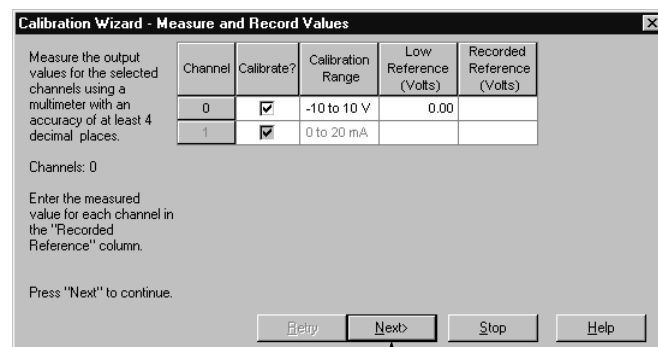 Calibration Wizard - Measure and Record Values
Measure the output
values for the selected
channels using a
multimeter with an
accuracy of at least 4
decimal places.
Channels: 0
Enter the measured
value for each channel in
the "Recorded
Reference" column.
Press "Next" to continue.
Channel Calibrate? Calibration Range Low Reference (Volts) Recorded Reference (Volts)
0 -10 to 10 V 0.00
1 0 to 20 mA
Retry Next> Stop Help